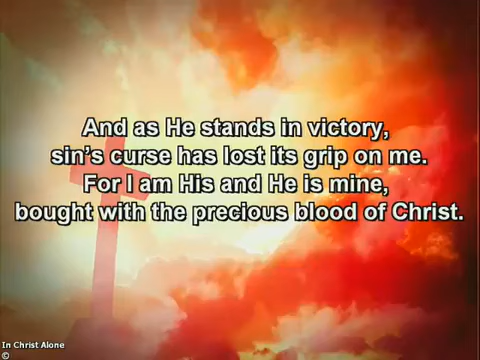 And as He stands in victory,
sin's curse has lost its grip on me.
For I am His and He is mine,
bought with the precious blood of Christ.
In Christ Alone
©